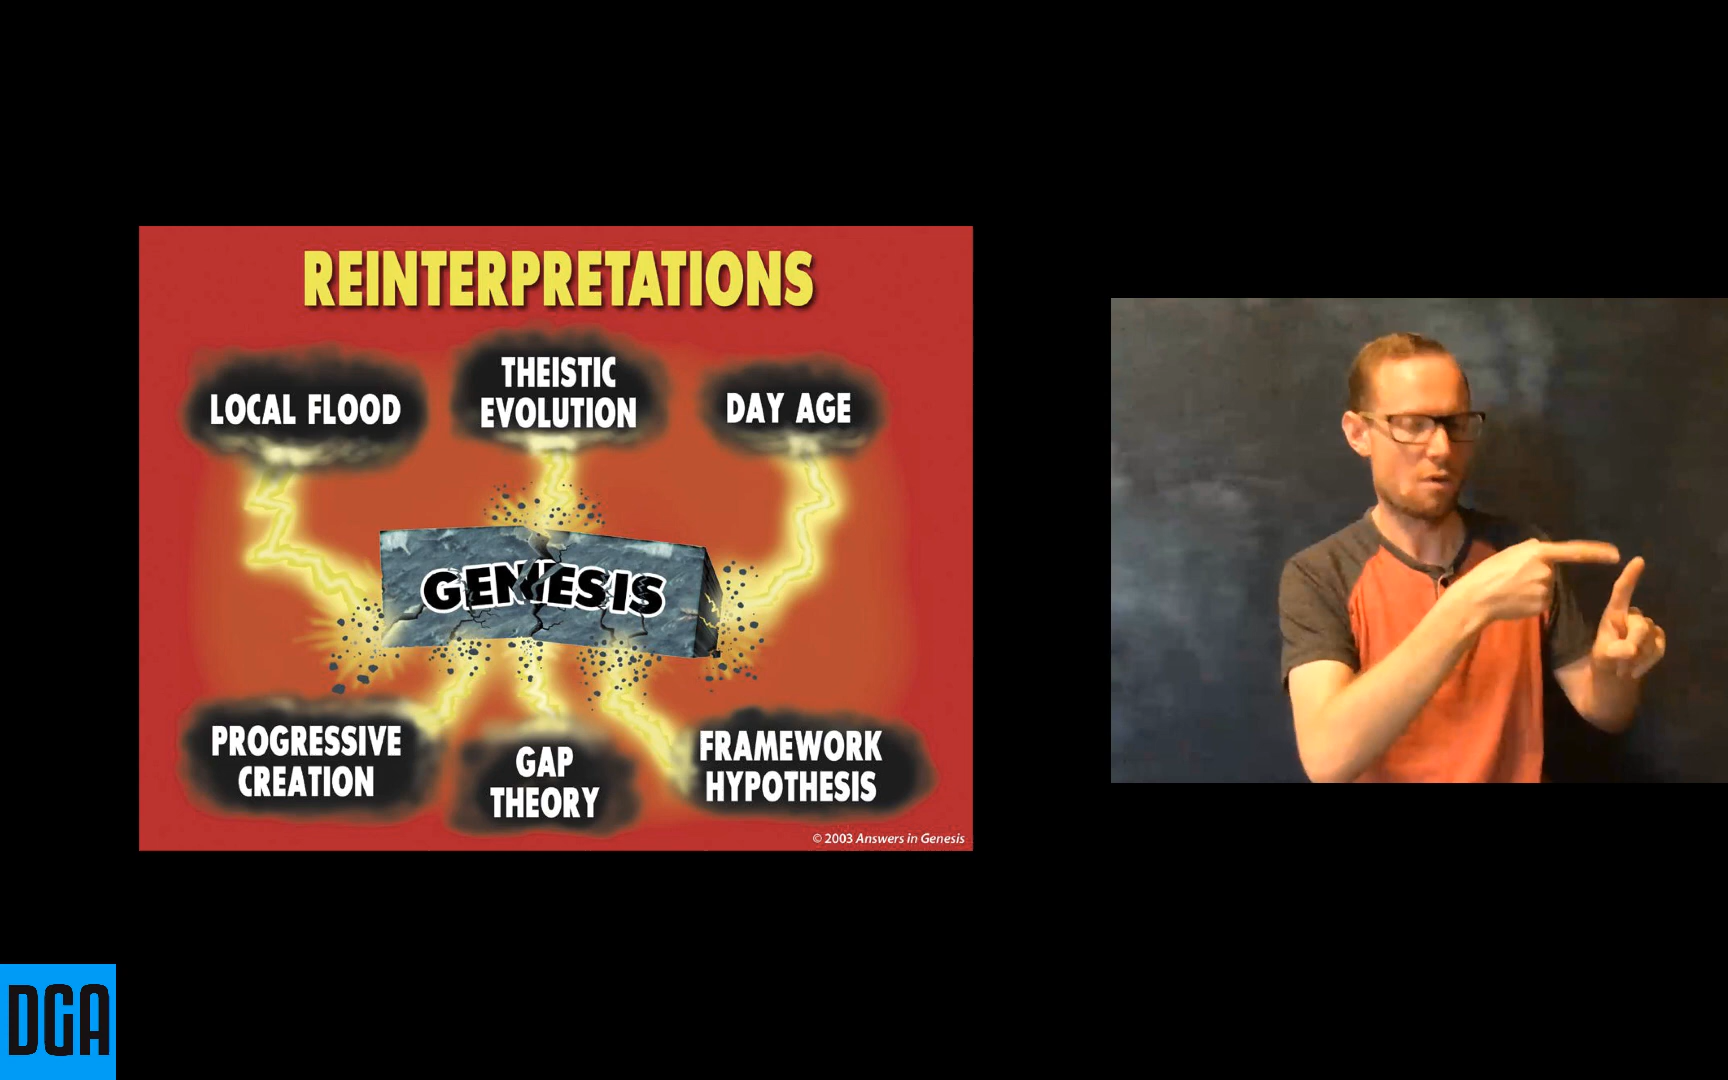 REINTERPRETATIONS
LOCAL FLOOD
THEISTIC
EVOLUTION
DAY AGE
GENESIS
PROGRESSIVE
CREATION
GAP
THEORY
FRAMEWORK
HYPOTHESIS
© 2003 Answers in Genesis
DGA